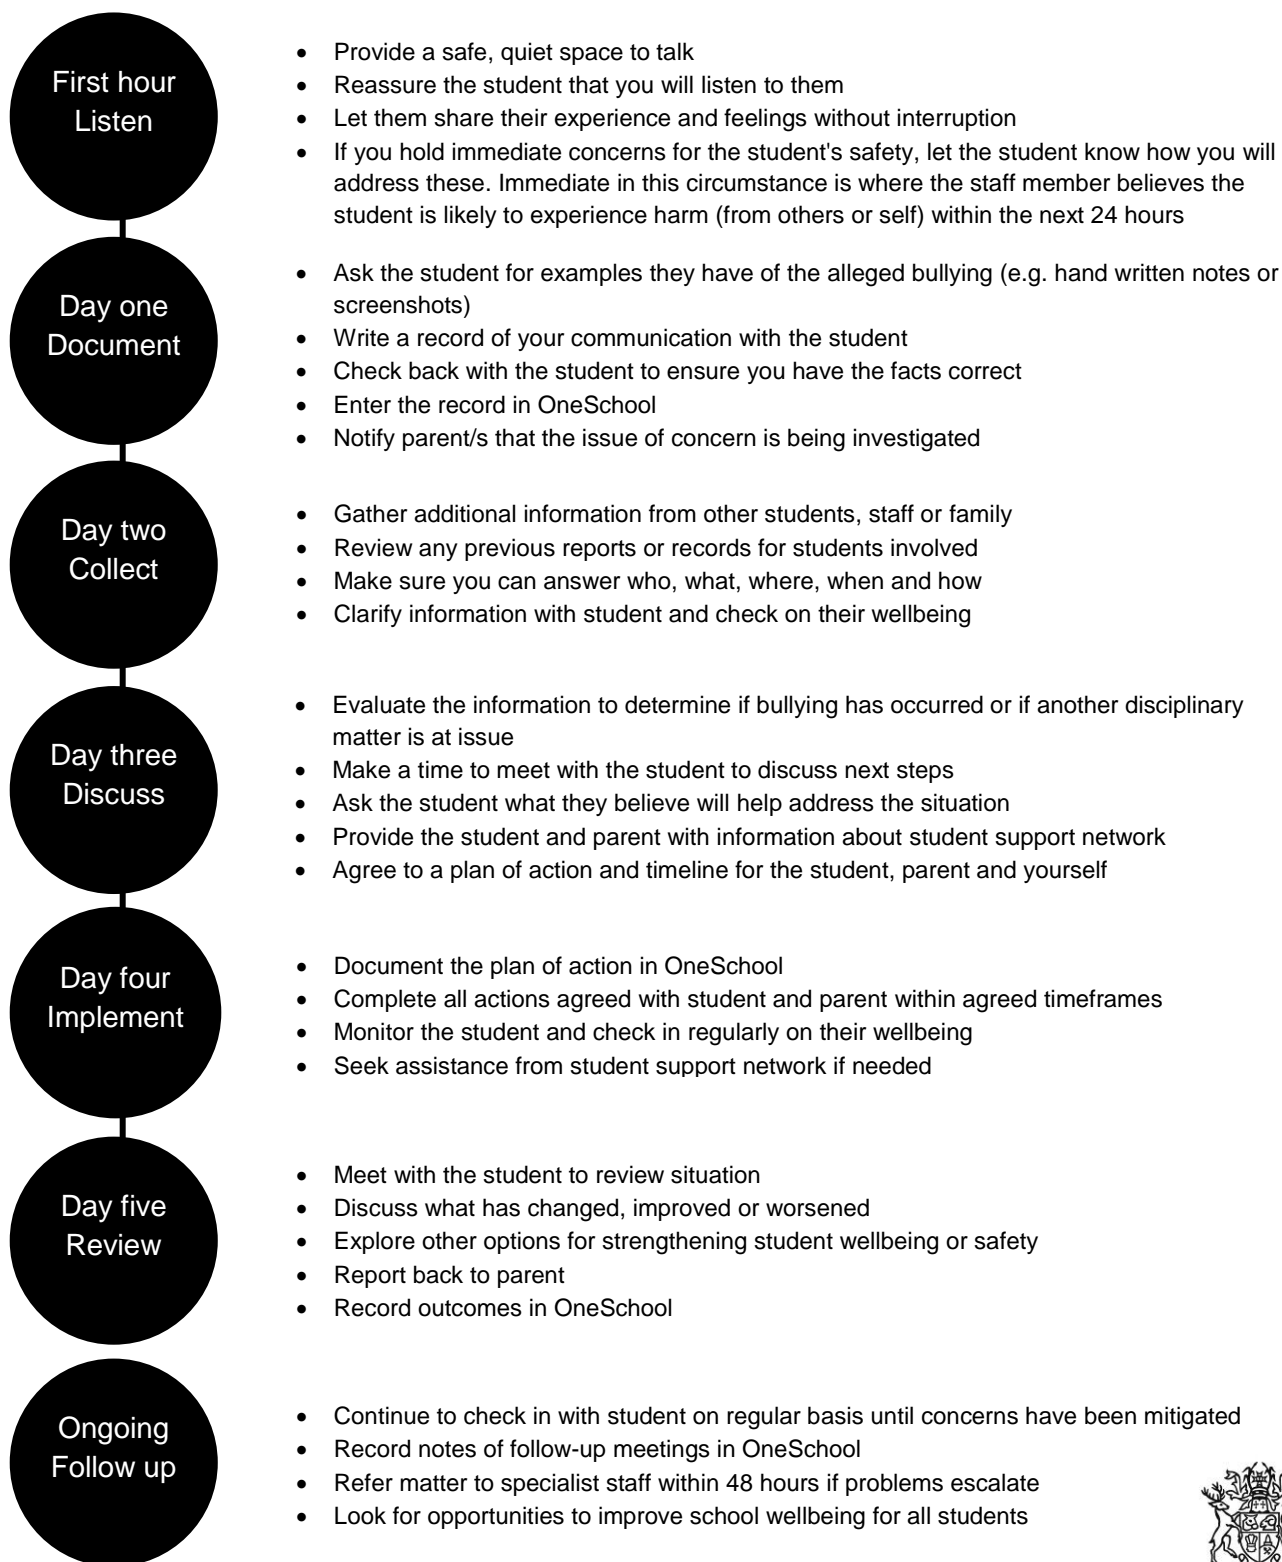 First hour
Listen
• Provide a safe, quiet space to talk
• Reassure the student that you will listen to them
• Let them share their experience and feelings without interruption
• If you hold immediate concerns for the student's safety, let the student know how you will
address these. Immediate in this circumstance is where the staff member believes the
student is likely to experience harm (from others or self) within the next 24 hours
Day one
Document
• Ask the student for examples they have of the alleged bullying (e.g. hand written notes or
screenshots)
• Write a record of your communication with the student
• Check back with the student to ensure you have the facts correct
• Enter the record in OneSchool
• Notify parent/s that the issue of concern is being investigated
Day two
Collect
• Gather additional information from other students, staff or family
• Review any previous reports or records for students involved
• Make sure you can answer who, what, where, when and how
• Clarify information with student and check on their wellbeing
Day three
Discuss
• Evaluate the information to determine if bullying has occurred or if another disciplinary
matter is at issue
• Make a time to meet with the student to discuss next steps
• Ask the student what they believe will help address the situation
• Provide the student and parent with information about student support network
• Agree to a plan of action and timeline for the student, parent and yourself
Day four
Implement
• Document the plan of action in OneSchool
• Complete all actions agreed with student and parent within agreed timeframes
• Monitor the student and check in regularly on their wellbeing
• Seek assistance from student support network if needed
Day five
Review
• Meet with the student to review situation
• Discuss what has changed, improved or worsened
• Explore other options for strengthening student wellbeing or safety
• Report back to parent
• Record outcomes in OneSchool
Ongoing
Follow up
• Continue to check in with student on regular basis until concerns have been mitigated
• Record notes of follow-up meetings in OneSchool
• Refer matter to specialist staff within 48 hours if problems escalate
• Look for opportunities to improve school wellbeing for all students